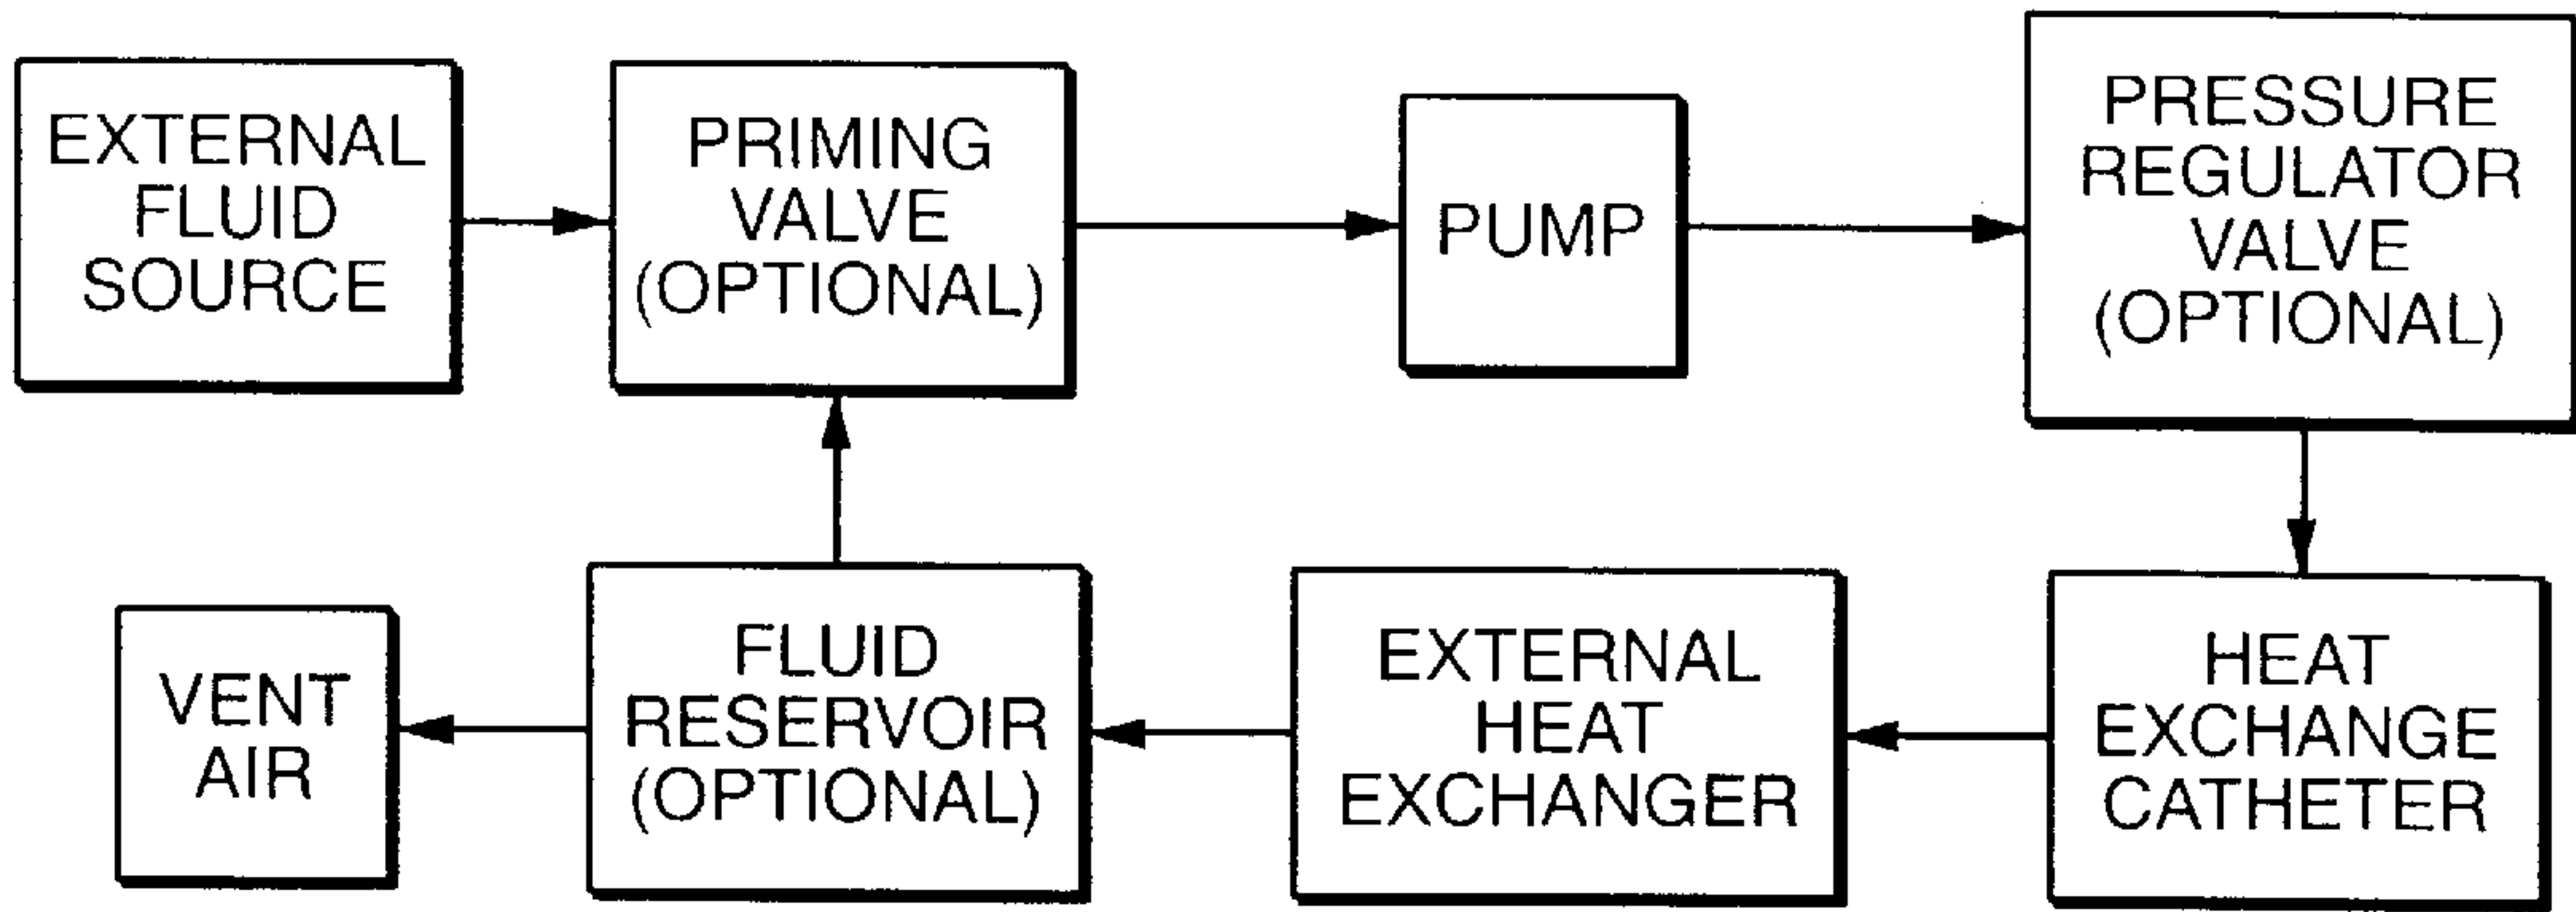 EXTERNAL
FLUID
SOURCE
PRIMING
VALVE
(OPTIONAL)
PUMP
PRESSURE
REGULATOR
VALVE
(OPTIONAL)
VENT
AIR
FLUID
RESERVOIR
(OPTIONAL)
EXTERNAL
HEAT
EXCHANGER
HEAT
EXCHANGE
CATHETER